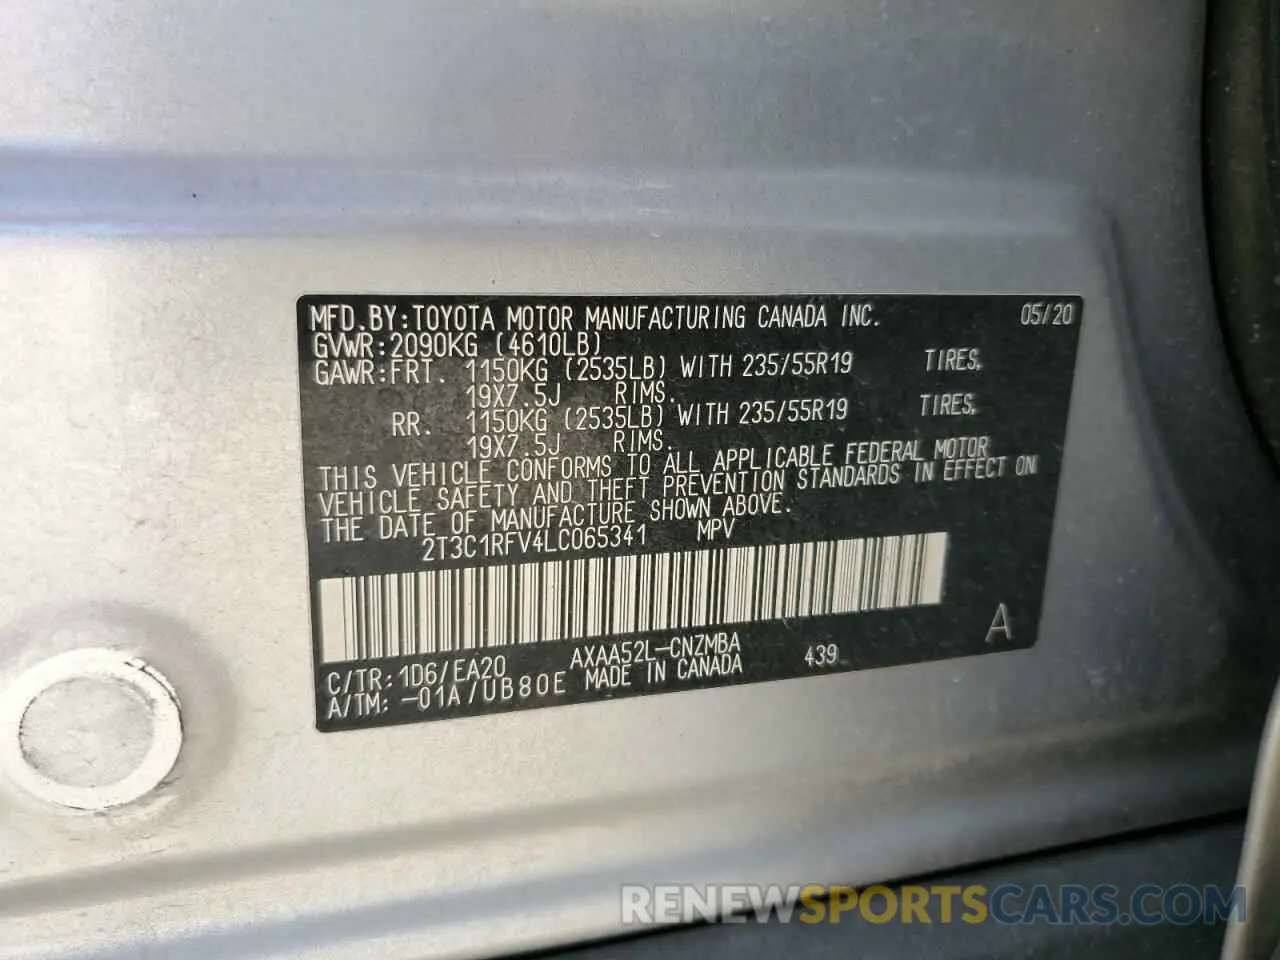 MFD.BY:TOYOTA MOTOR MANUFACTURING CANADA INC. 05/20
GVWR:2090KG (4610LB)
GAWR:FRT. 1150KG (2535LB) WITH 235/55R19 TIRES,
19X7.5J RIMS.
RR. 1150KG (2535LB) WITH 235/55R19 TIRES,
19X7.5J RIMS.
THIS VEHICLE CONFORMS TO ALL APPLICABLE FEDERAL MOTOR
VEHICLE SAFETY AND THEFT PREVENTION STANDARDS IN EFFECT ON
THE DATE OF MANUFACTURE SHOWN ABOVE.
2T3C1RFV4LC065341 MPV
A
C/TR:1D6/EA20 AXAA52L-CNZMBA 439
A/TM: -01A/UB80E MADE IN CANADA
RENEWSPORTSCARS.COM